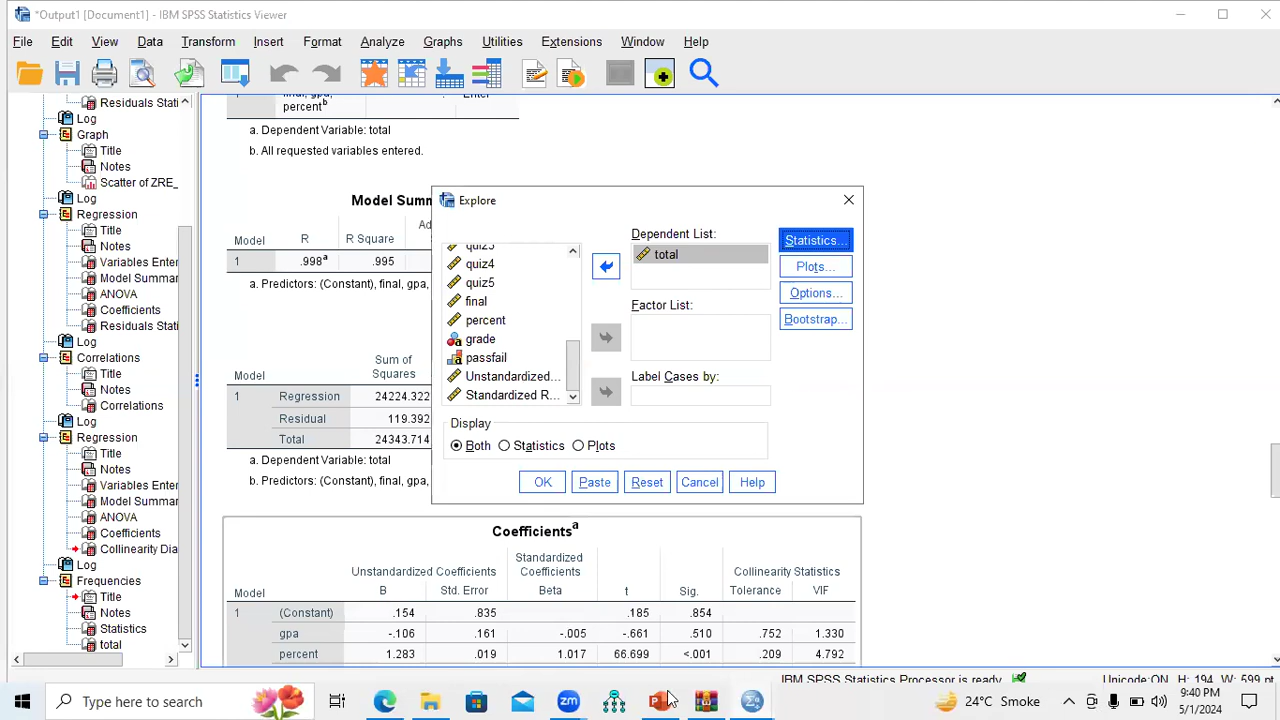 *Output1 [Document1] - IBM SPSS Statistics Viewer
File Edit View Data Transform Insert Format Analyze Graphs Utilities Extensions Window Help
Residuals Stati
Log
Graph
Title
Notes
Scatter of ZRE_
Log
Regression
Title
Notes
Variables Enter
Model Summar
ANOVA
Coefficients
Residuals Stati
Log
Correlations
Title
Notes
Correlations
Log
Regression
Title
Notes
Variables Enter
Model Summar
ANOVA
Coefficients
Collinearity Dia
Log
Frequencies
Title
Notes
Statistics
total
1 final, gpa, Enter
percentb
a. Dependent Variable: total
b. All requested variables entered.
Model Summ
Ad
Model R R Square
1 .998a .995
a. Predictors: (Constant), final, gpa,
Sum of
Model Squares
1 Regression 24224.322
Residual 119.392
Total 24343.714
a. Dependent Variable: total
b. Predictors: (Constant), final, gpa,
Explore
quiz4
quiz5
final
percent
grade
passfail
Unstandardized...
Standardized R...
Dependent List:
total
Factor List:
Label Cases by:
Statistics...
Plots...
Options...
Bootstrap...
Display
Both Statistics Plots
OK Paste Reset Cancel Help
Coefficientsa
Standardized
Unstandardized Coefficients Coefficients Collinearity Statistics
Model B Std. Error Beta t Sig. Tolerance VIF
1 (Constant) .154 .835 .185 .854
gpa -.106 .161 -.005 -.661 .510 .752 1.330
percent 1.283 .019 1.017 66.699 <.001 .209 4.792
IBM SPSS Statistics Processor is ready
Unicode:ON H: 194, W: 599 pt.
Type here to search
zm
24°C Smoke
9:40 PM
5/1/2024